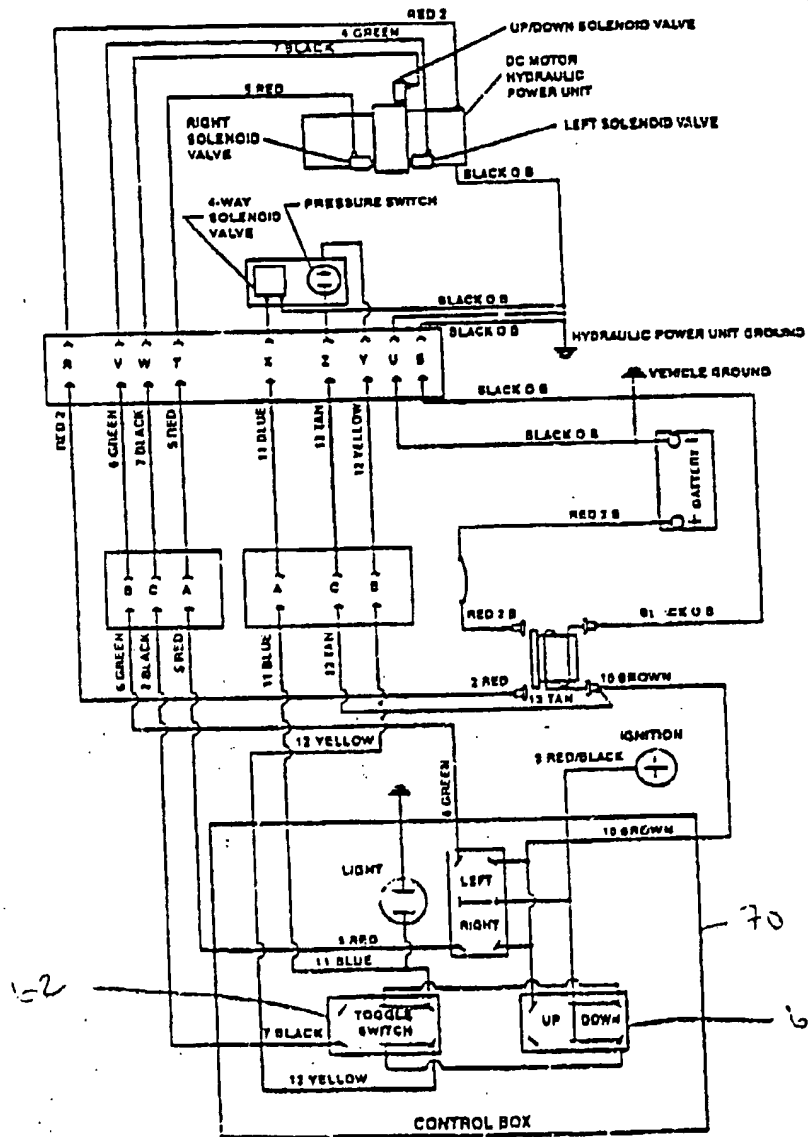 RED 2
6 GREEN
7 BLACK
UP/DOWN SOLENOID VALVE
DC MOTOR
HYDRAULIC
POWER UNIT
5 RED
RIGHT
SOLENOID
VALVE
LEFT SOLENOID VALVE
BLACK 0 B
4-WAY
SOLENOID
VALVE
PRESSURE SWITCH
BLACK 0 B
BLACK 0 B
HYDRAULIC POWER UNIT GROUND
R V W T X Z Y U S
VEHICLE GROUND
BLACK 0 B
RED 2
6 GREEN
7 BLACK
5 RED
11 BLUE
13 TAN
12 YELLOW
BLACK 0 B
BATTERY
RED 2 B
B C A
A C B
RED 2 B
6 GREEN
7 BLACK
5 RED
11 BLUE
13 TAN
2 RED
10 BROWN
13 TAN
12 YELLOW
IGNITION
9 RED/BLACK
6 GREEN
10 BROWN
LIGHT
LEFT
RIGHT
70
5 RED
11 BLUE
TOGGLE
SWITCH
UP DOWN
7 BLACK
12 YELLOW
CONTROL BOX